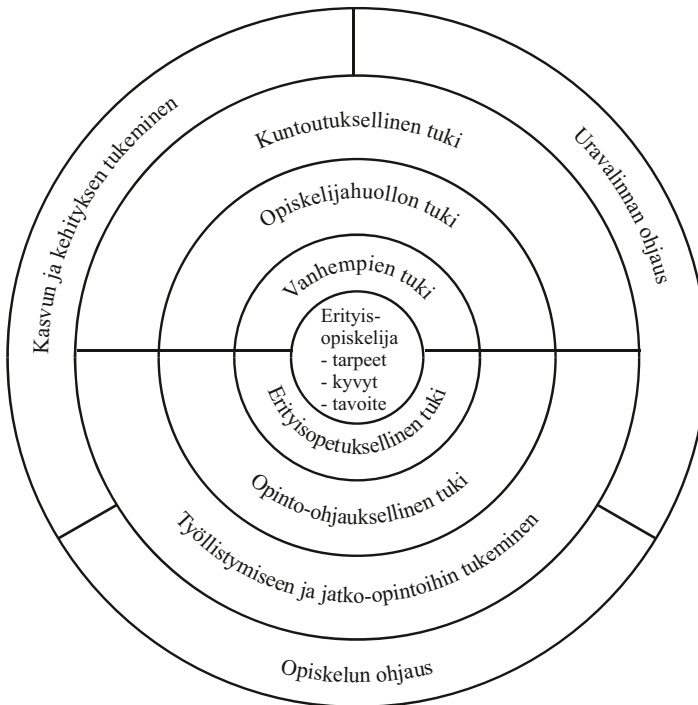 Kasvun ja kehityksen tukeminen
Uravalinnan ohjaus
Kuntoutuksellinen tuki
Opiskelijahuollon tuki
Vanhempien tuki
Erityis-
opiskelija
- tarpeet
- kyvyt
- tavoite
Erityisopetuksellinen tuki
Opinto-ohjauksellinen tuki
Työllistymiseen ja jatko-opintoihin tukeminen
Opiskelun ohjaus